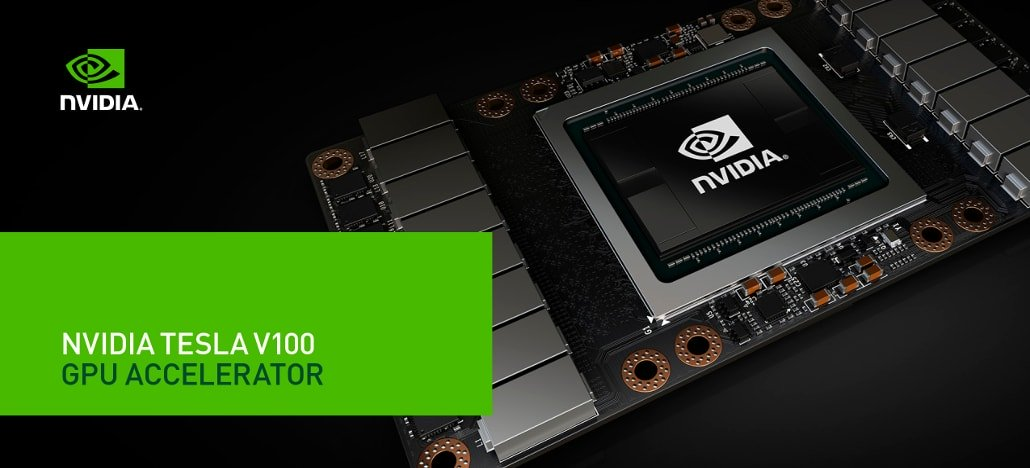 NVIDIA.
NVIDIA.
NVIDIA TESLA V100
GPU ACCELERATOR